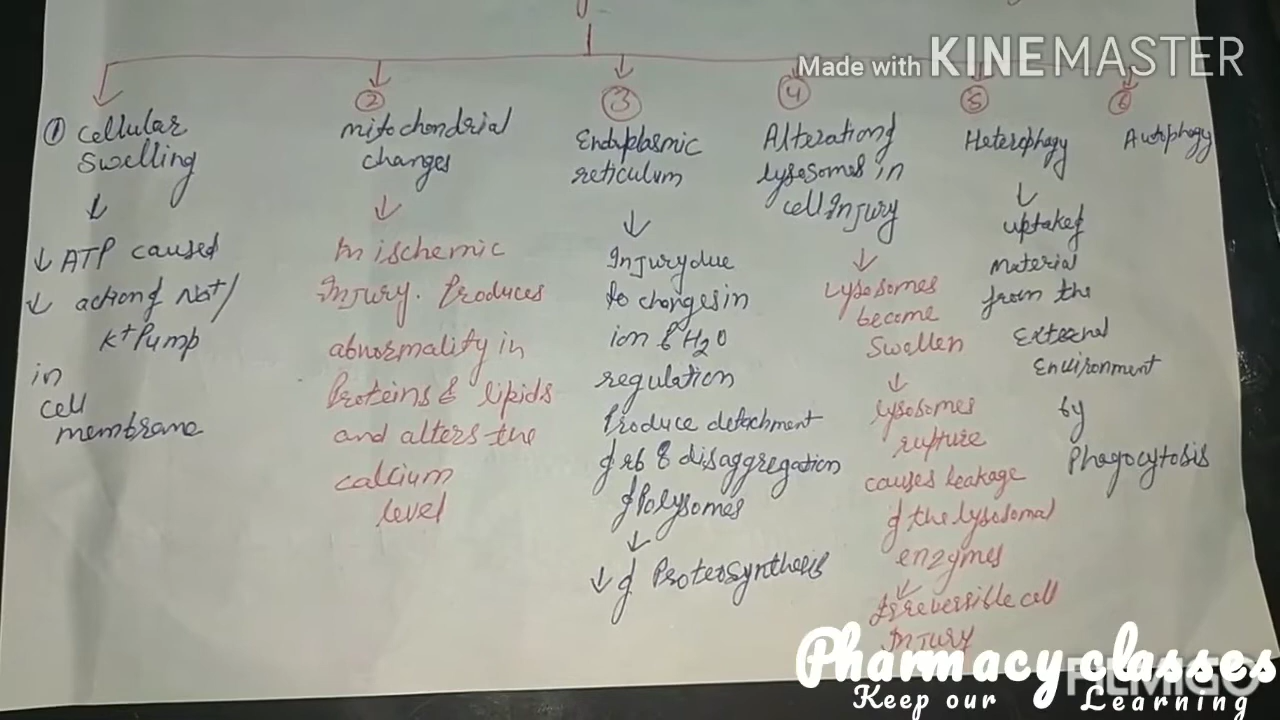 Made with KINEMASTER
① Cellular
swelling
↓
↓ ATP caused
↓ action of Na+/
K+ Pump
in
cell
membrane
②
mitochondrial
changes
↓
In ischemic
Injury. Produces
abnormality in
Proteins & lipids
and alters the
calcium
level
③
Endoplasmic
reticulum
↓
Injury due
to changes in
ion & H2O
regulation
Produce detachment
of rb & disaggregation
of Polysomes
↓
↓ of Protersynthesis
④
Alteration of
lysosomes in
cell Injury
↓
Lysosomes
become
Swollen
↓
lysosomes
rupture
causes leakage
of the lysosomal
enzymes
↓
Irreversible cell
Injury
⑤
Heterophagy
↓
uptake of
Material
from the
External
Environment
by
Phagocytosis
⑥
Autophagy
Pharmacy classes
Keep our Learning
FILMIGO